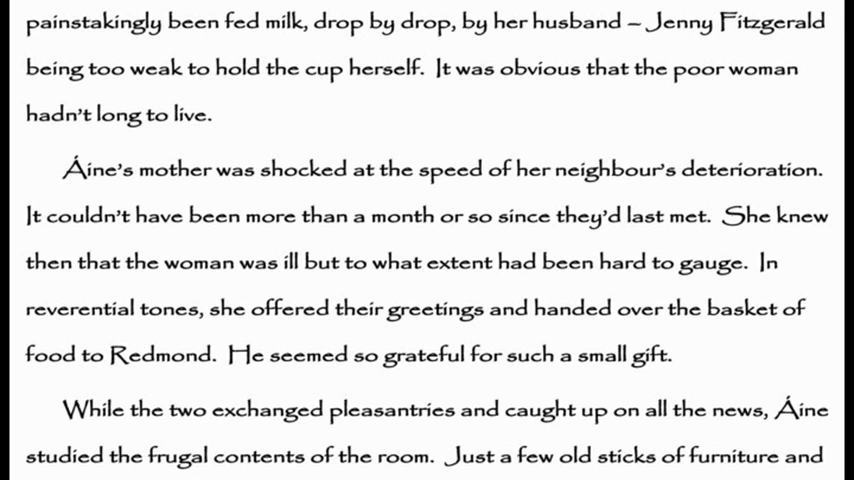 painstakingly been fed milk, drop by drop, by her husband – Jenny Fitzgerald
being too weak to hold the cup herself. It was obvious that the poor woman
hadn't long to live.
Áine's mother was shocked at the speed of her neighbour's deterioration.
It couldn't have been more than a month or so since they'd last met. She knew
then that the woman was ill but to what extent had been hard to gauge. In
reverential tones, she offered their greetings and handed over the basket of
food to Redmond. He seemed so grateful for such a small gift.
While the two exchanged pleasantries and caught up on all the news, Áine
studied the frugal contents of the room. Just a few old sticks of furniture and